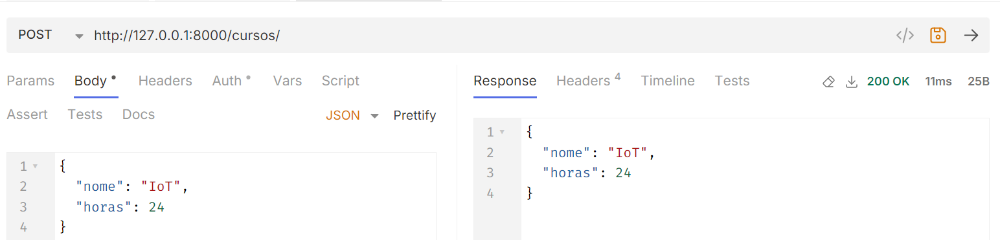 POST http://127.0.0.1:8000/cursos/ </>
Params Body Headers Auth Vars Script
Assert Tests Docs JSON Prettify
1 {
2 "nome": "IoT",
3 "horas": 24
4 }
Response Headers 4 Timeline Tests 200 OK 11ms 25B
1 {
2 "nome": "IoT",
3 "horas": 24
4 }